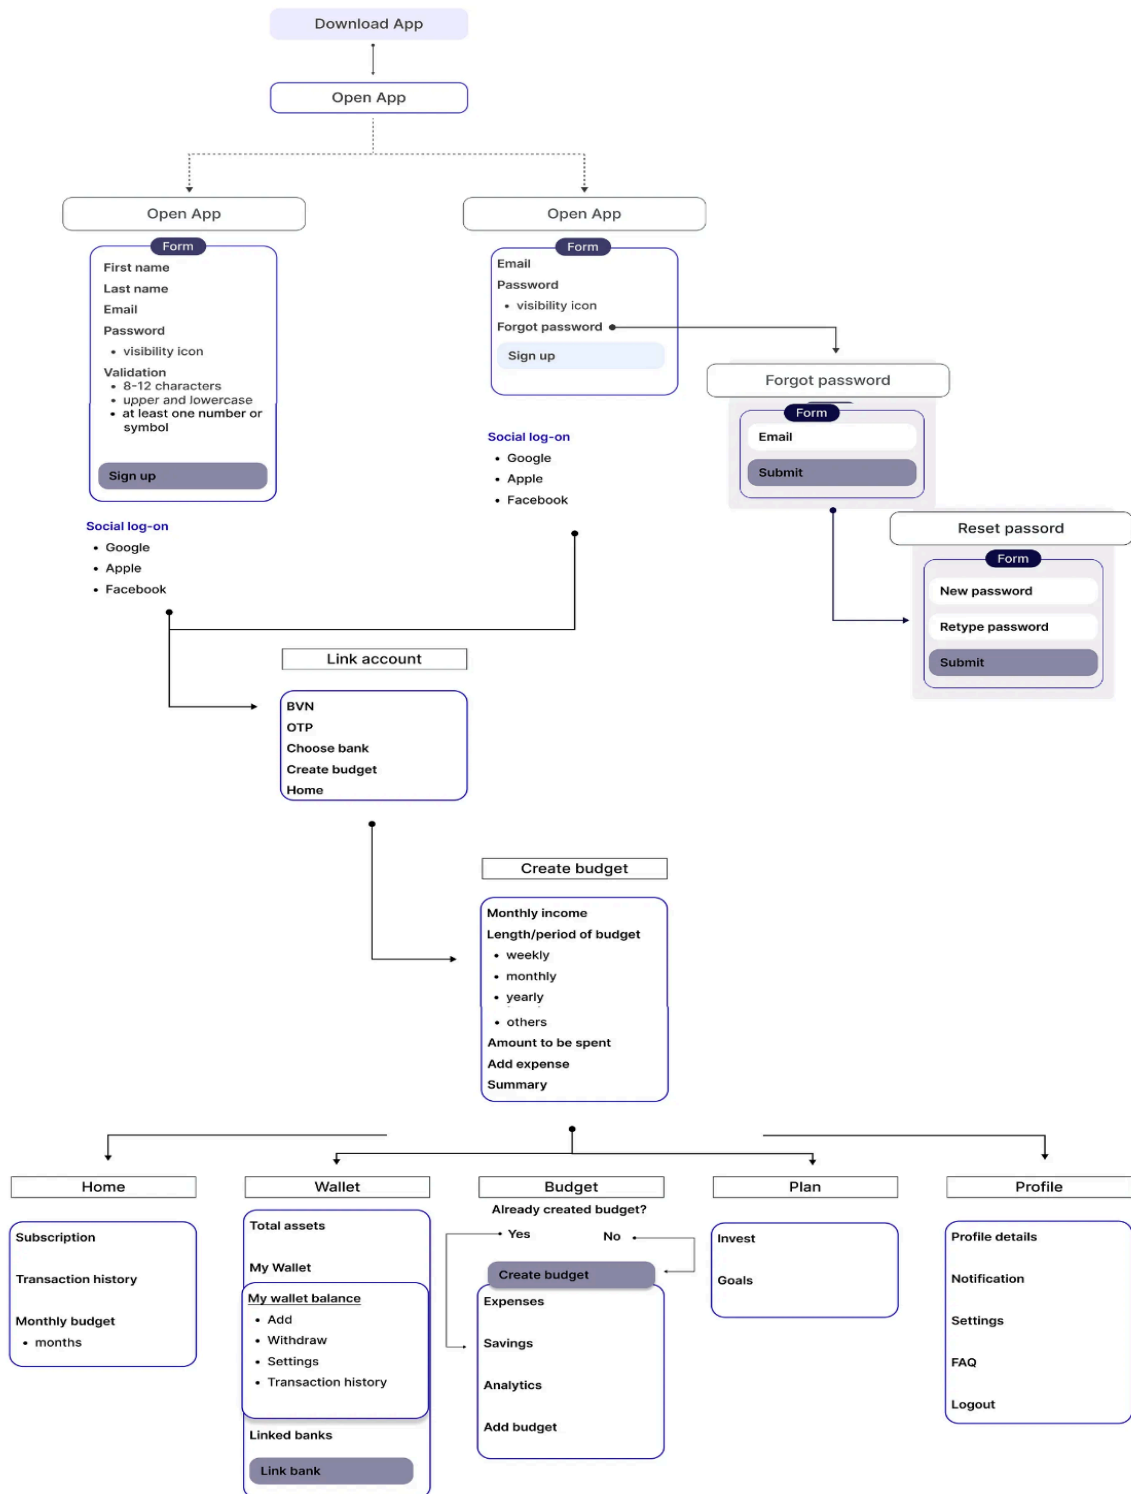 Download App
Open App
Open App
Form
First name
Last name
Email
Password
• visibility icon
Validation
• 8-12 characters
• upper and lowercase
• at least one number or
symbol
Sign up
Social log-on
• Google
• Apple
• Facebook
Open App
Form
Email
Password
• visibility icon
Forgot password
Sign up
Social log-on
• Google
• Apple
• Facebook
Forgot password
Form
Email
Submit
Reset passord
Form
New password
Retype password
Submit
Link account
BVN
OTP
Choose bank
Create budget
Home
Create budget
Monthly income
Length/period of budget
• weekly
• monthly
• yearly
• others
Amount to be spent
Add expense
Summary
Home
Subscription
Transaction history
Monthly budget
• months
Wallet
Total assets
My Wallet
My wallet balance
• Add
• Withdraw
• Settings
• Transaction history
Linked banks
Link bank
Budget
Already created budget?
Yes
No
Create budget
Expenses
Savings
Analytics
Add budget
Plan
Invest
Goals
Profile
Profile details
Notification
Settings
FAQ
Logout